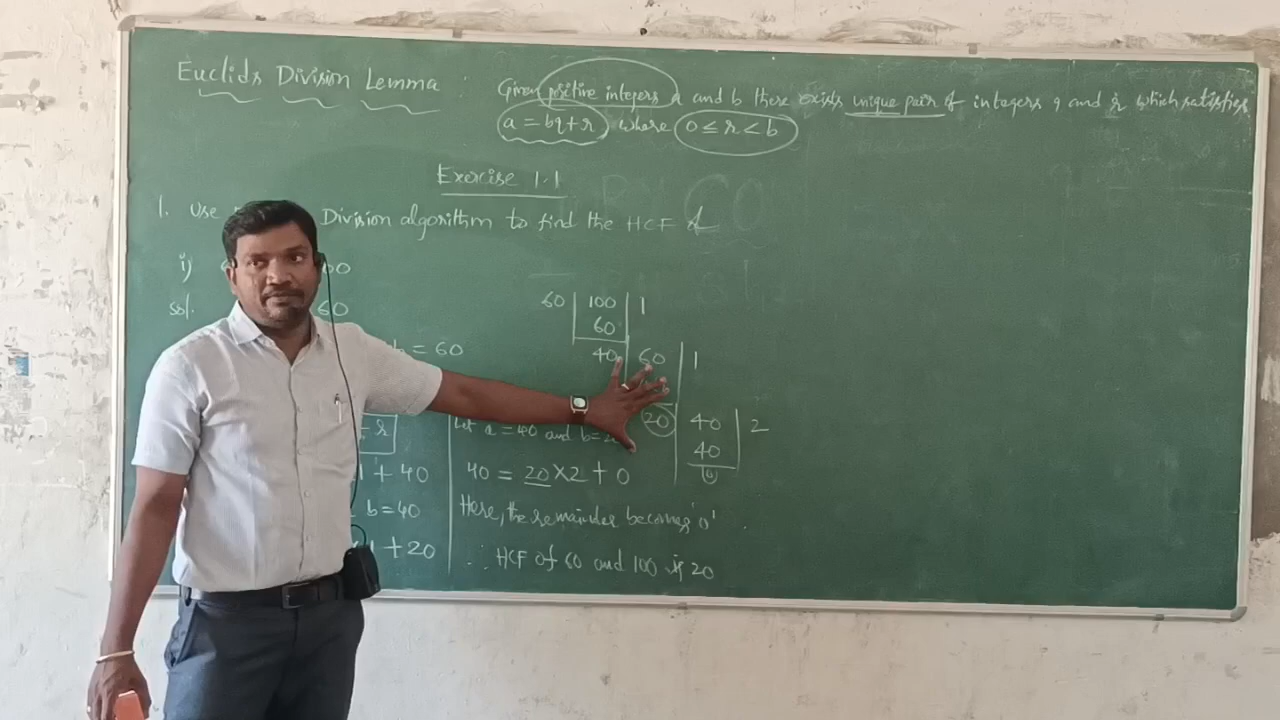 Euclids Division Lemma : Given positive integers a and b there exists unique pair of integers q and r which satisfies
a = bq + r where 0 ≤ r < b
Exercise 1.1
1. Use Division algorithm to find the HCF of
i) 60
sol. 60
60 100 1
60
b = 60
40 60 1
20 40 2
40
r
Let a = 40 and b = 20
+ 40
40 = 20 × 2 + 0
(0)
b = 40
Here, the remainder becomes '0'
+ 20
∴ HCF of 60 and 100 is 20